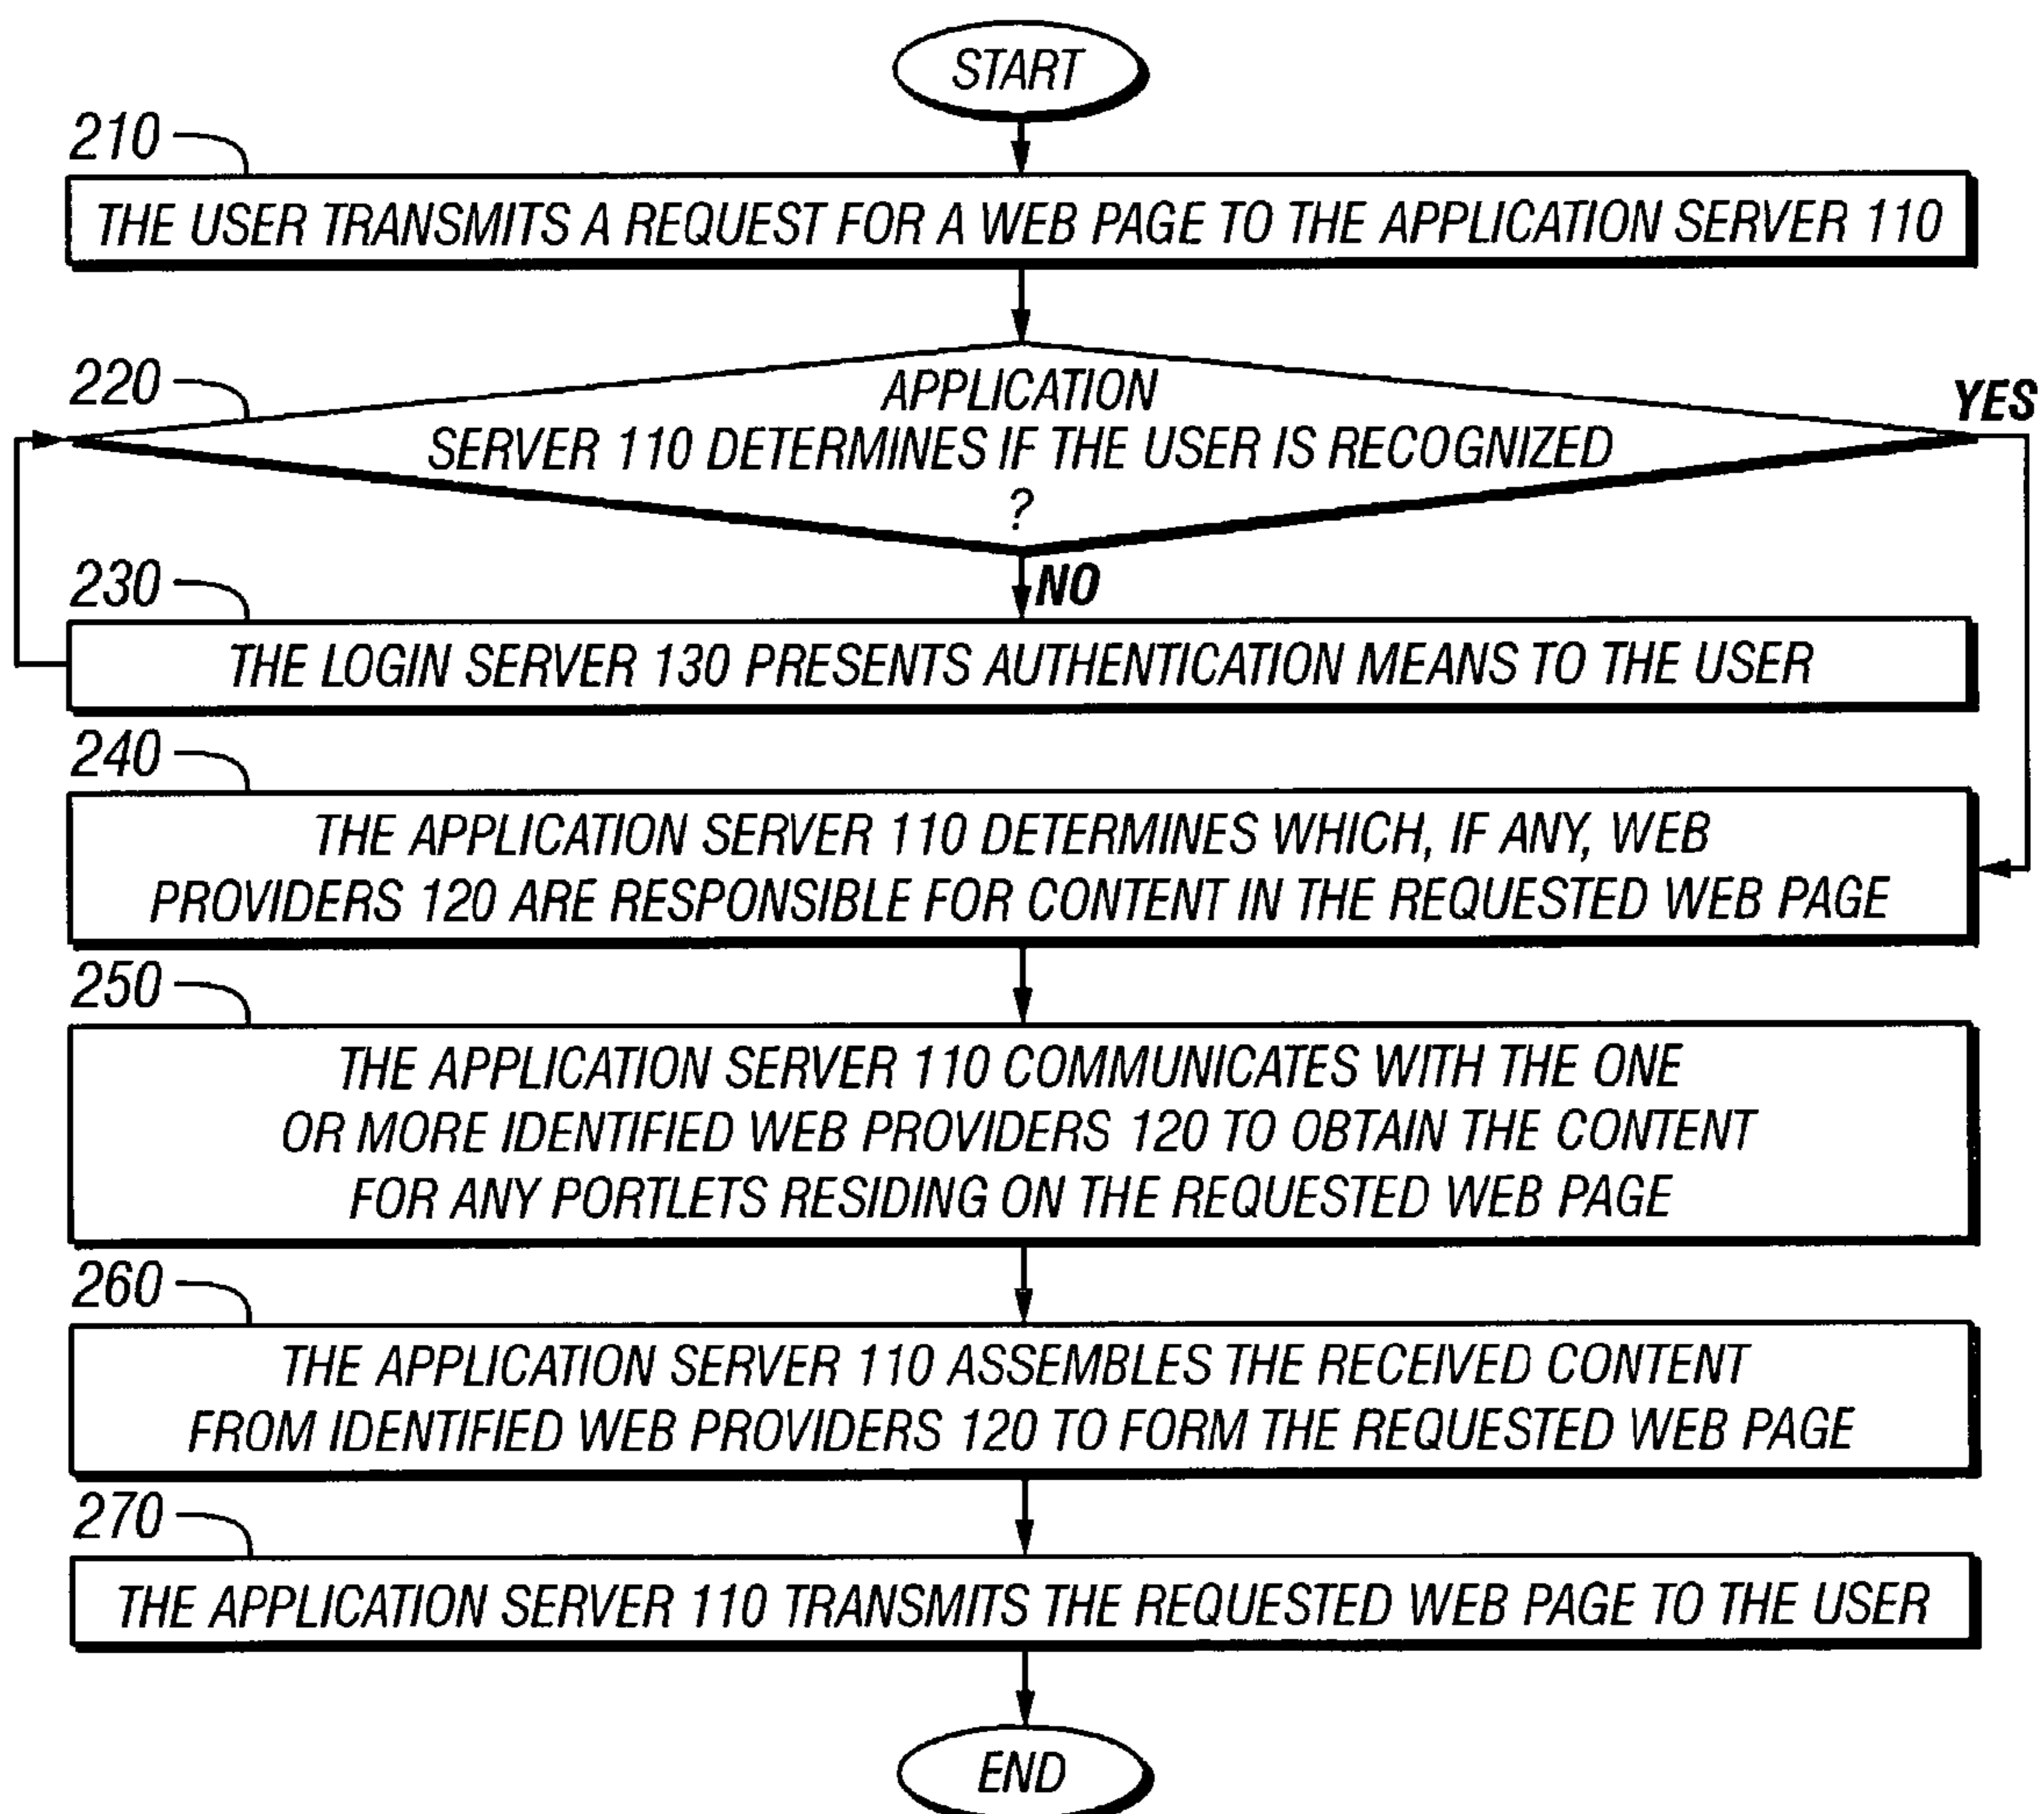 START
210
THE USER TRANSMITS A REQUEST FOR A WEB PAGE TO THE APPLICATION SERVER 110
220
APPLICATION
SERVER 110 DETERMINES IF THE USER IS RECOGNIZED
?
YES
NO
230
THE LOGIN SERVER 130 PRESENTS AUTHENTICATION MEANS TO THE USER
240
THE APPLICATION SERVER 110 DETERMINES WHICH, IF ANY, WEB
PROVIDERS 120 ARE RESPONSIBLE FOR CONTENT IN THE REQUESTED WEB PAGE
250
THE APPLICATION SERVER 110 COMMUNICATES WITH THE ONE
OR MORE IDENTIFIED WEB PROVIDERS 120 TO OBTAIN THE CONTENT
FOR ANY PORTLETS RESIDING ON THE REQUESTED WEB PAGE
260
THE APPLICATION SERVER 110 ASSEMBLES THE RECEIVED CONTENT
FROM IDENTIFIED WEB PROVIDERS 120 TO FORM THE REQUESTED WEB PAGE
270
THE APPLICATION SERVER 110 TRANSMITS THE REQUESTED WEB PAGE TO THE USER
END